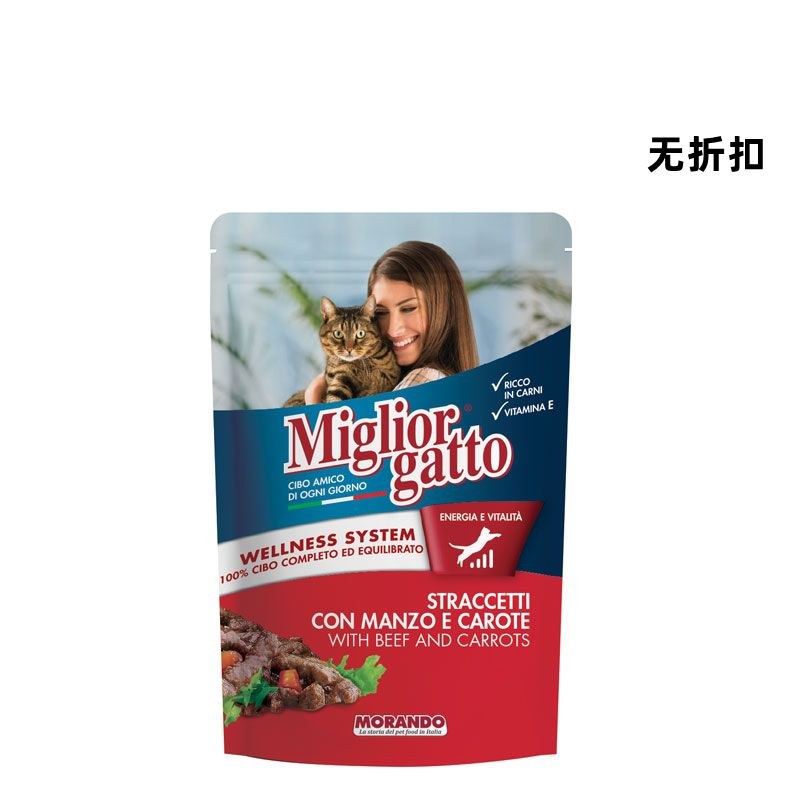 无折扣
RICCO
IN CARNI
VITAMINA E
Miglior®
gatto
CIBO AMICO
DI OGNI GIORNO
ENERGIA E VITALITÀ
WELLNESS SYSTEM
100% CIBO COMPLETO ED EQUILIBRATO
STRACCETTI
CON MANZO E CAROTE
WITH BEEF AND CARROTS
MORANDO
La storia del pet food in Italia